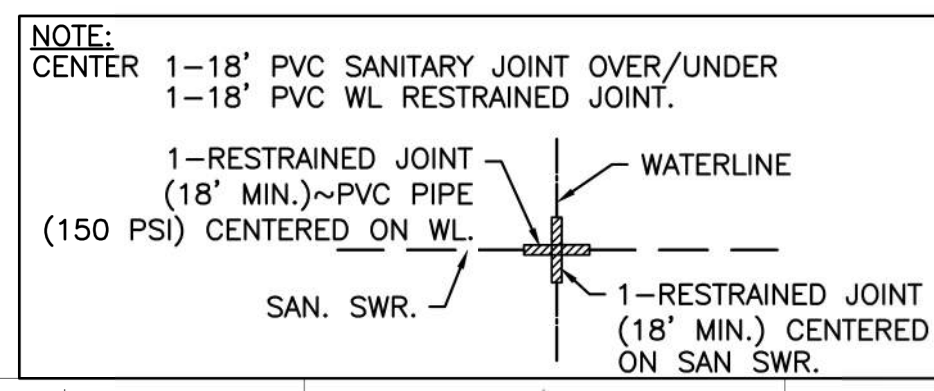 NOTE:
CENTER 1-18' PVC SANITARY JOINT OVER/UNDER
1-18' PVC WL RESTRAINED JOINT.
1-RESTRAINED JOINT
(18' MIN.)~PVC PIPE
(150 PSI) CENTERED ON WL.
WATERLINE
SAN. SWR.
1-RESTRAINED JOINT
(18' MIN.) CENTERED
ON SAN SWR.